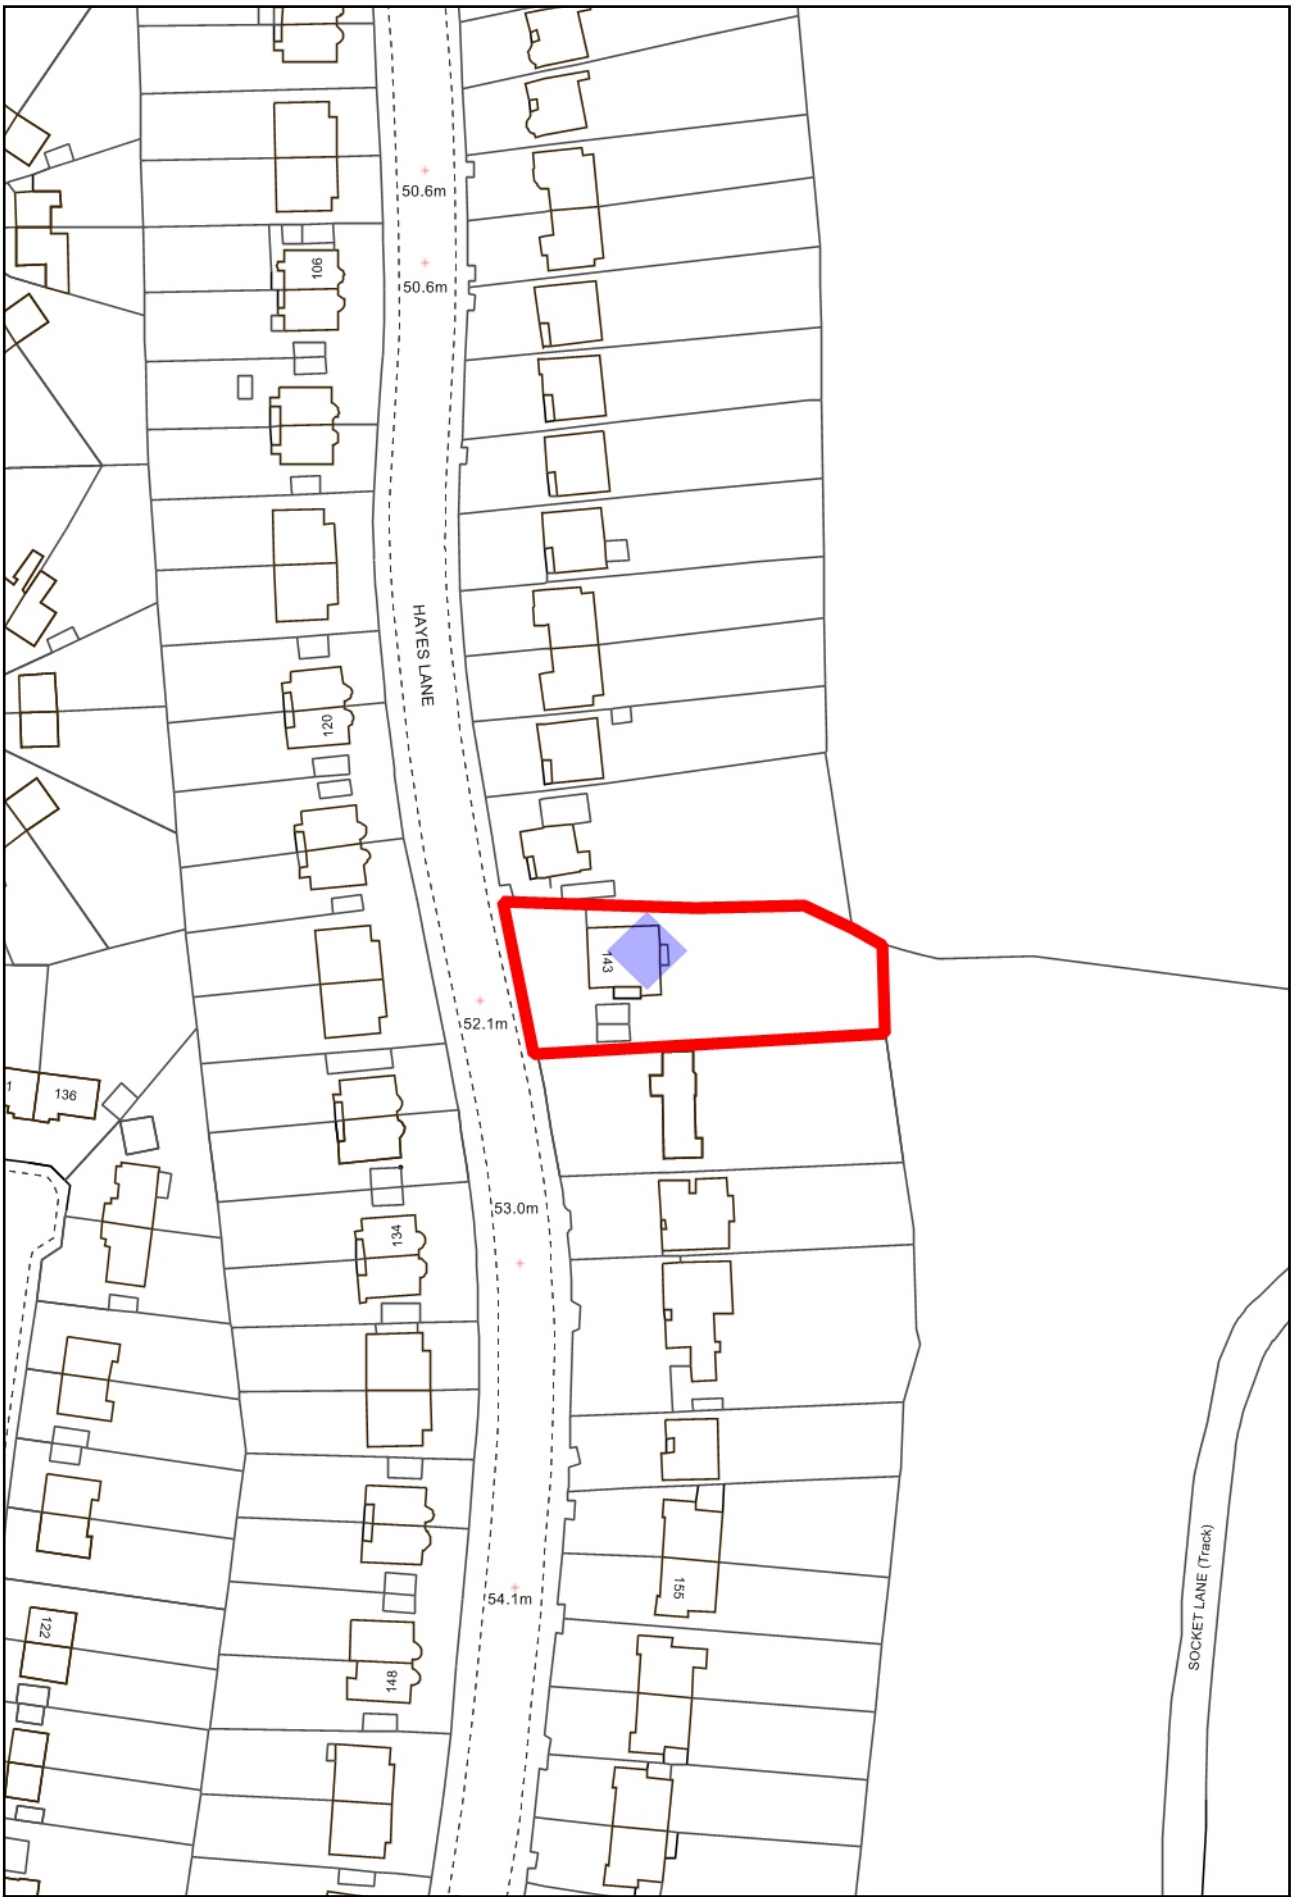 50.6m
106
50.6m
HAYES LANE
120
143
52.1m
1
136
53.0m
134
54.1m
155
SOCKET LANE (Track)
122
148